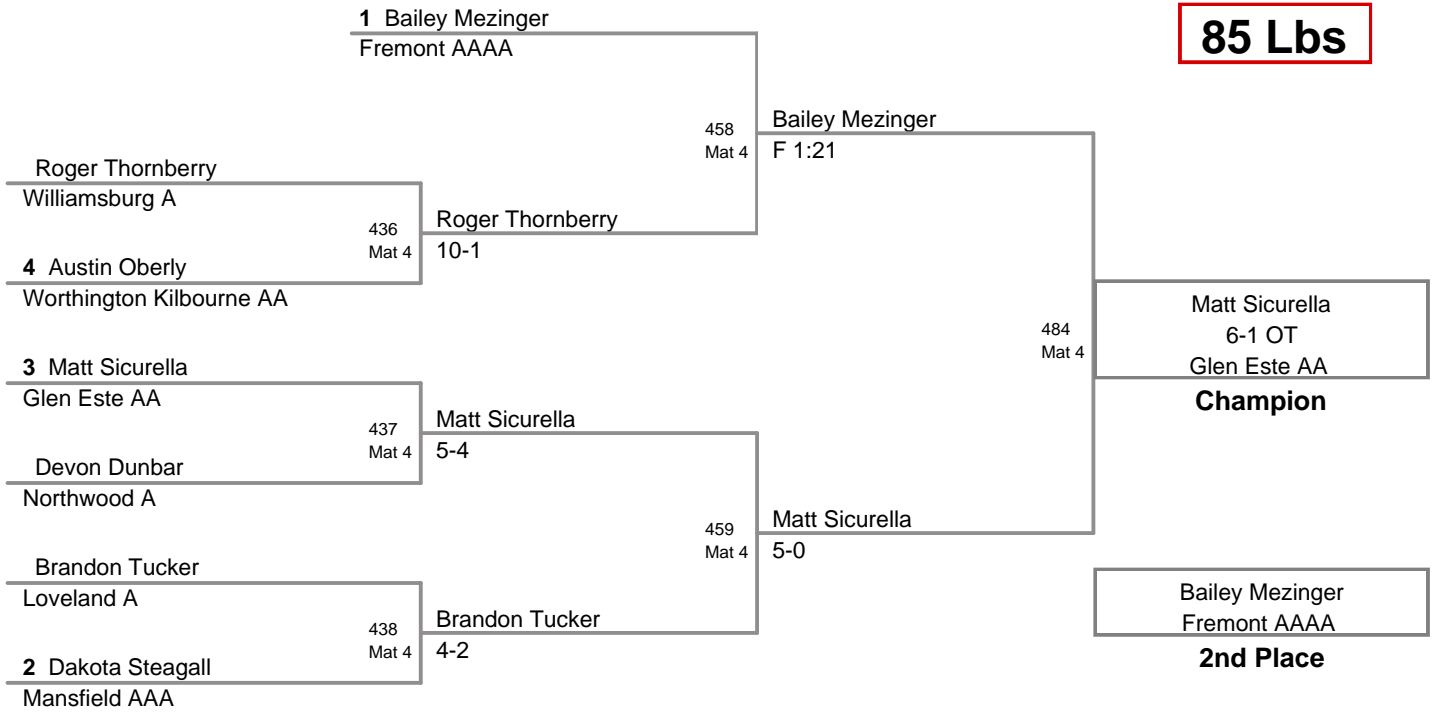 1 Bailey Mezinger
Fremont AAAA
85 Lbs
458
Mat 4
Bailey Mezinger
F 1:21
Roger Thornberry
Williamsburg A
436
Mat 4
Roger Thornberry
10-1
4 Austin Oberly
Worthington Kilbourne AA
484
Mat 4
Matt Sicurella
6-1 OT
Glen Este AA
Champion
3 Matt Sicurella
Glen Este AA
437
Mat 4
Matt Sicurella
5-4
Devon Dunbar
Northwood A
459
Mat 4
Matt Sicurella
5-0
Brandon Tucker
Loveland A
438
Mat 4
Brandon Tucker
4-2
2 Dakota Steagall
Mansfield AAA
Bailey Mezinger
Fremont AAAA
2nd Place